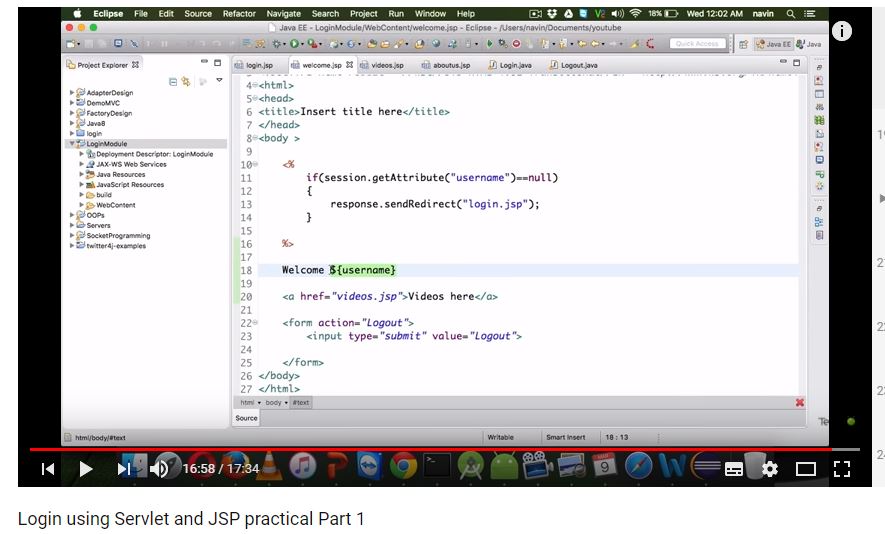 Eclipse File Edit Source Refactor Navigate Search Project Run Window Help 18% Wed 12:02 AM navin
Java EE - LoginModule/WebContent/welcome.jsp - Eclipse - /Users/navin/Documents/youtube
Quick Access Java EE Java
Project Explorer
login.jsp welcome.jsp videos.jsp aboutus.jsp Login.java Logout.java
AdapterDesign
DemoMVC
FactoryDesign
Java8
login
LoginModule
Deployment Descriptor: LoginModule
JAX-WS Web Services
Java Resources
JavaScript Resources
build
WebContent
OOPs
Servers
SocketProgramming
twitter4j-examples
4 <html>
5 <head>
6 <title>Insert title here</title>
7 </head>
8 <body >
9
10 <%
11 if(session.getAttribute("username")==null)
12 {
13 response.sendRedirect("login.jsp");
14 }
15
16 %>
17
18 Welcome ${username}
19
20 <a href="videos.jsp">Videos here</a>
21
22 <form action="Logout">
23 <input type="submit" value="Logout">
24
25 </form>
26 </body>
27 </html>
html body #text
Source
html/body/#text Writable Smart Insert 18 : 13
Te
16:58 / 17:34
9
Login using Servlet and JSP practical Part 1